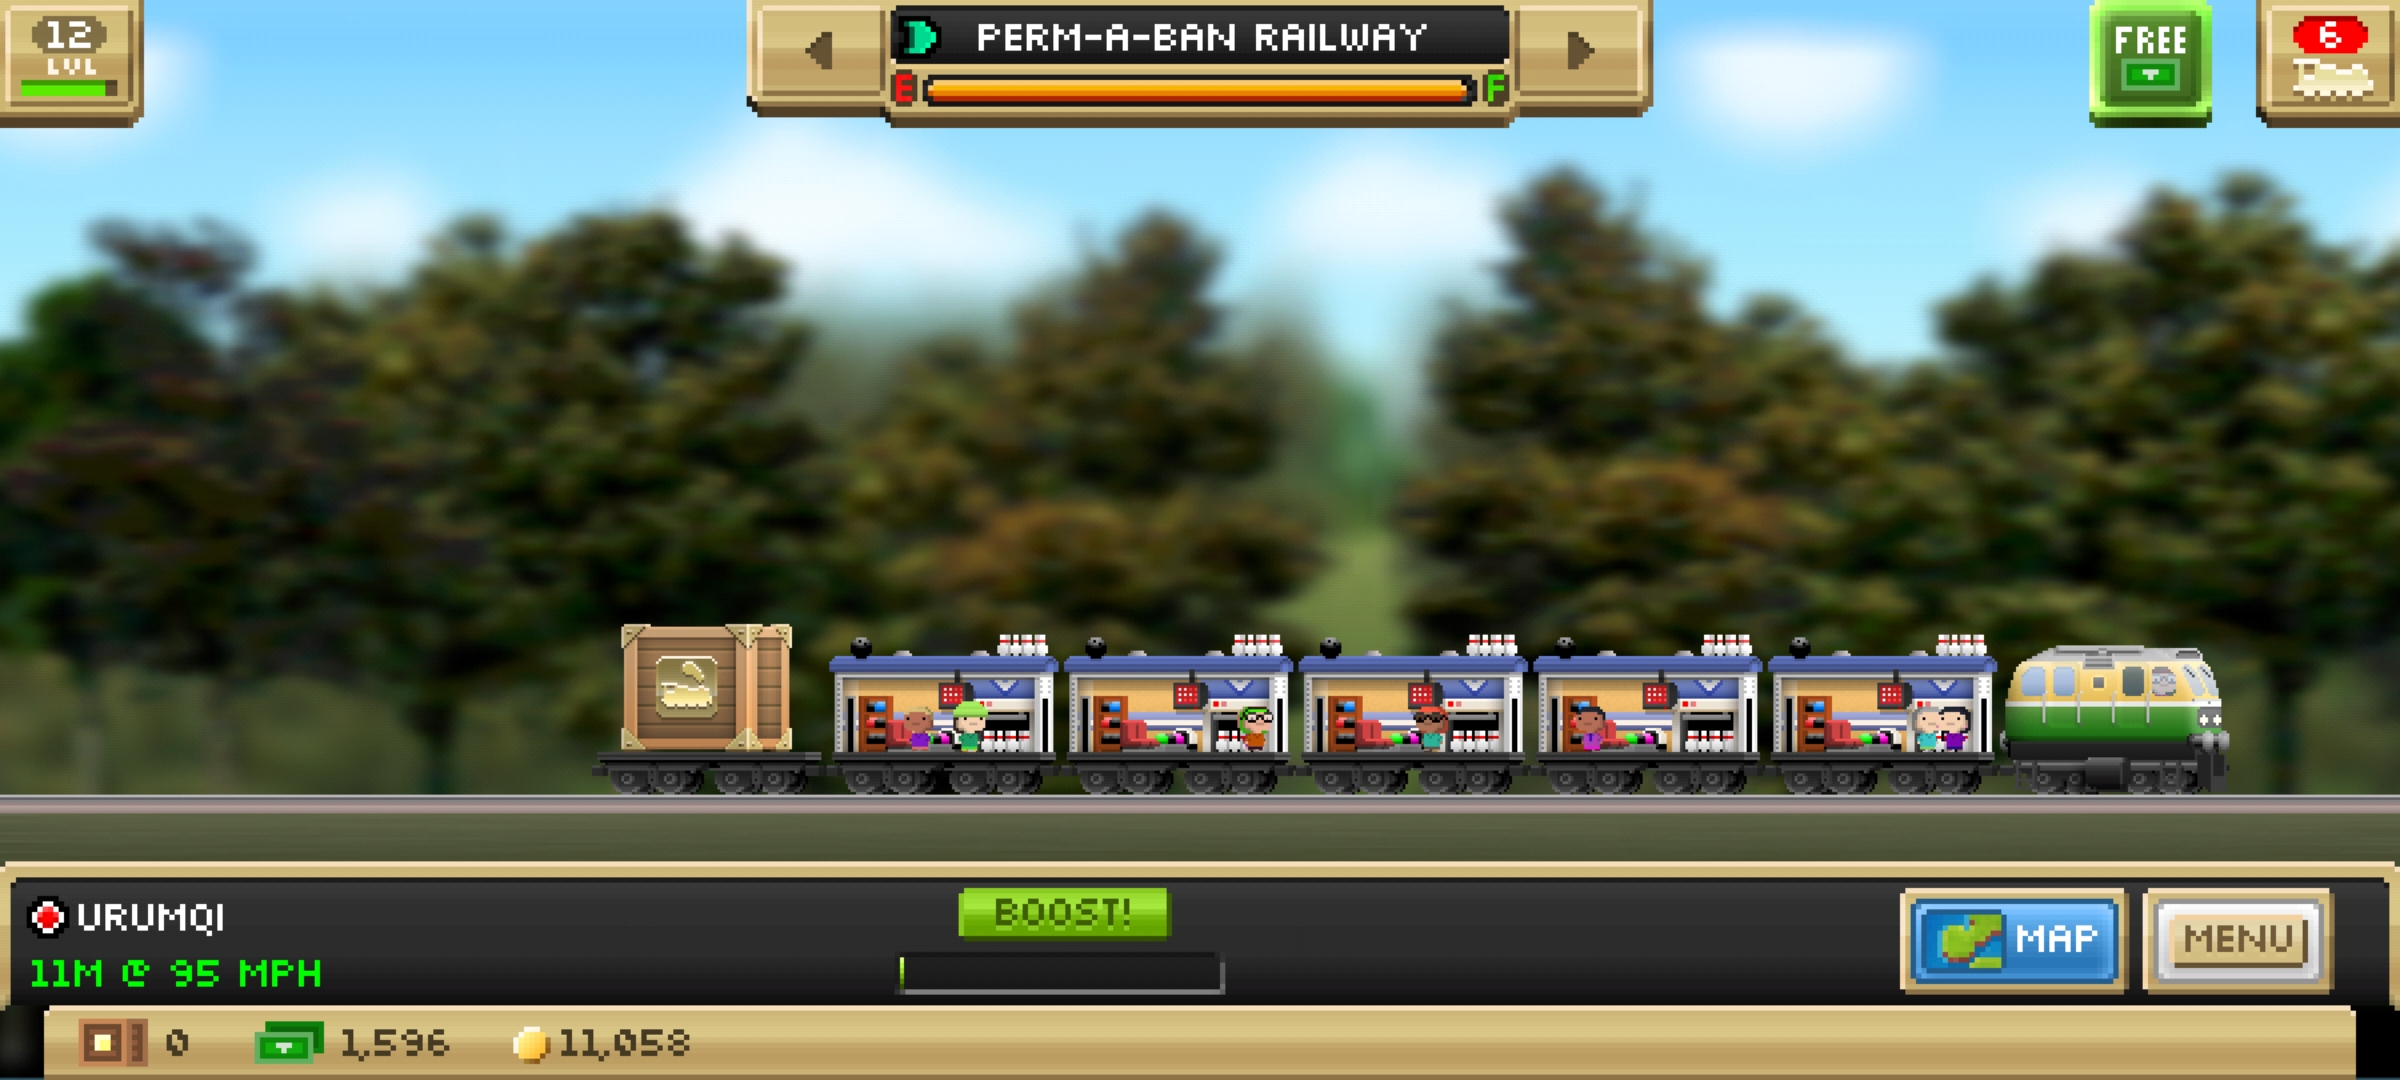 12
LVL
PERM-A-BAN RAILWAY
E
F
FREE
6
URUMQI
11M @ 95 MPH
BOOST!
MAP
MENU
0
1,596
11,058